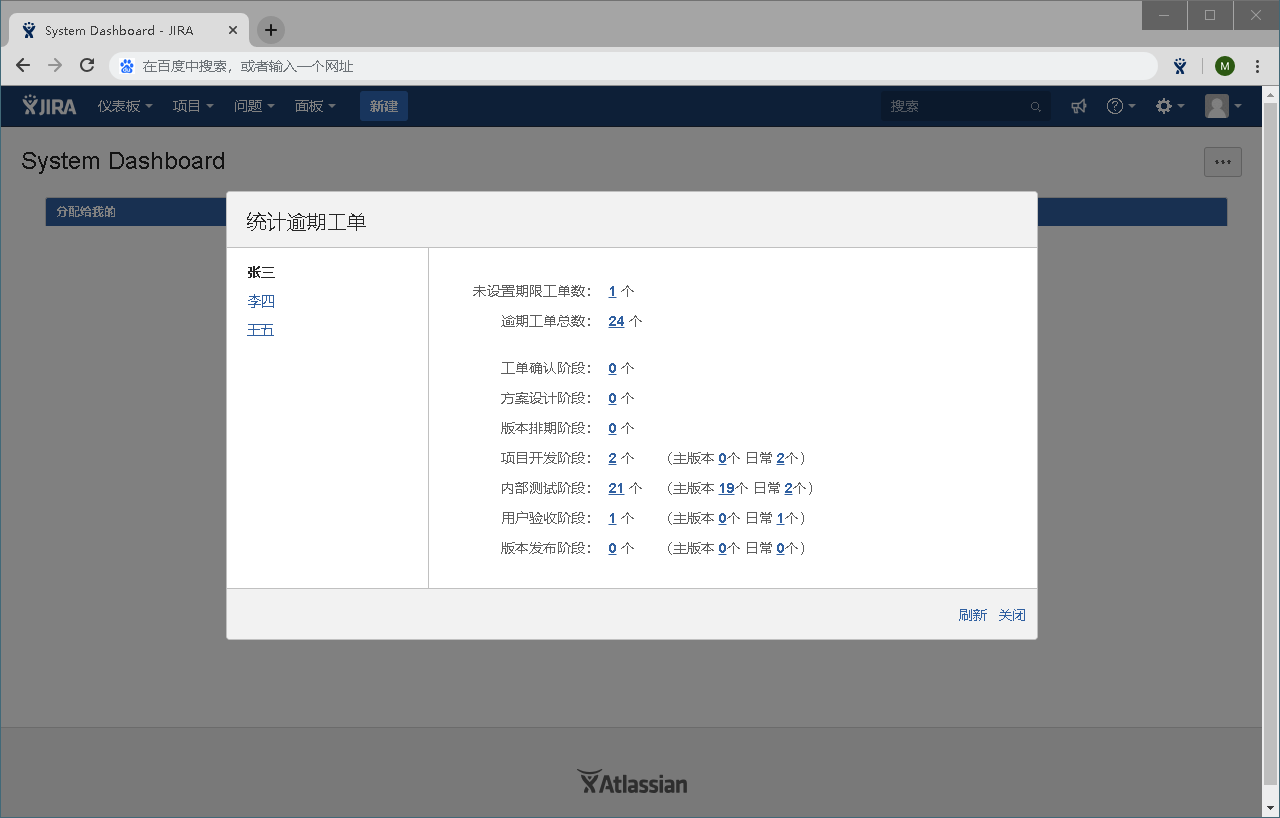 System Dashboard - JIRA
在百度中搜索，或者输入一个网址
M
JIRA 仪表板 项目 问题 面板 新建 搜索
System Dashboard
分配给我的
统计逾期工单
张三
李四
王五
未设置期限工单数： 1 个
逾期工单总数： 24 个
工单确认阶段： 0 个
方案设计阶段： 0 个
版本排期阶段： 0 个
项目开发阶段： 2 个 （主版本 0个 日常 2个）
内部测试阶段： 21 个 （主版本 19个 日常 2个）
用户验收阶段： 1 个 （主版本 0个 日常 1个）
版本发布阶段： 0 个 （主版本 0个 日常 0个）
刷新 关闭
Atlassian